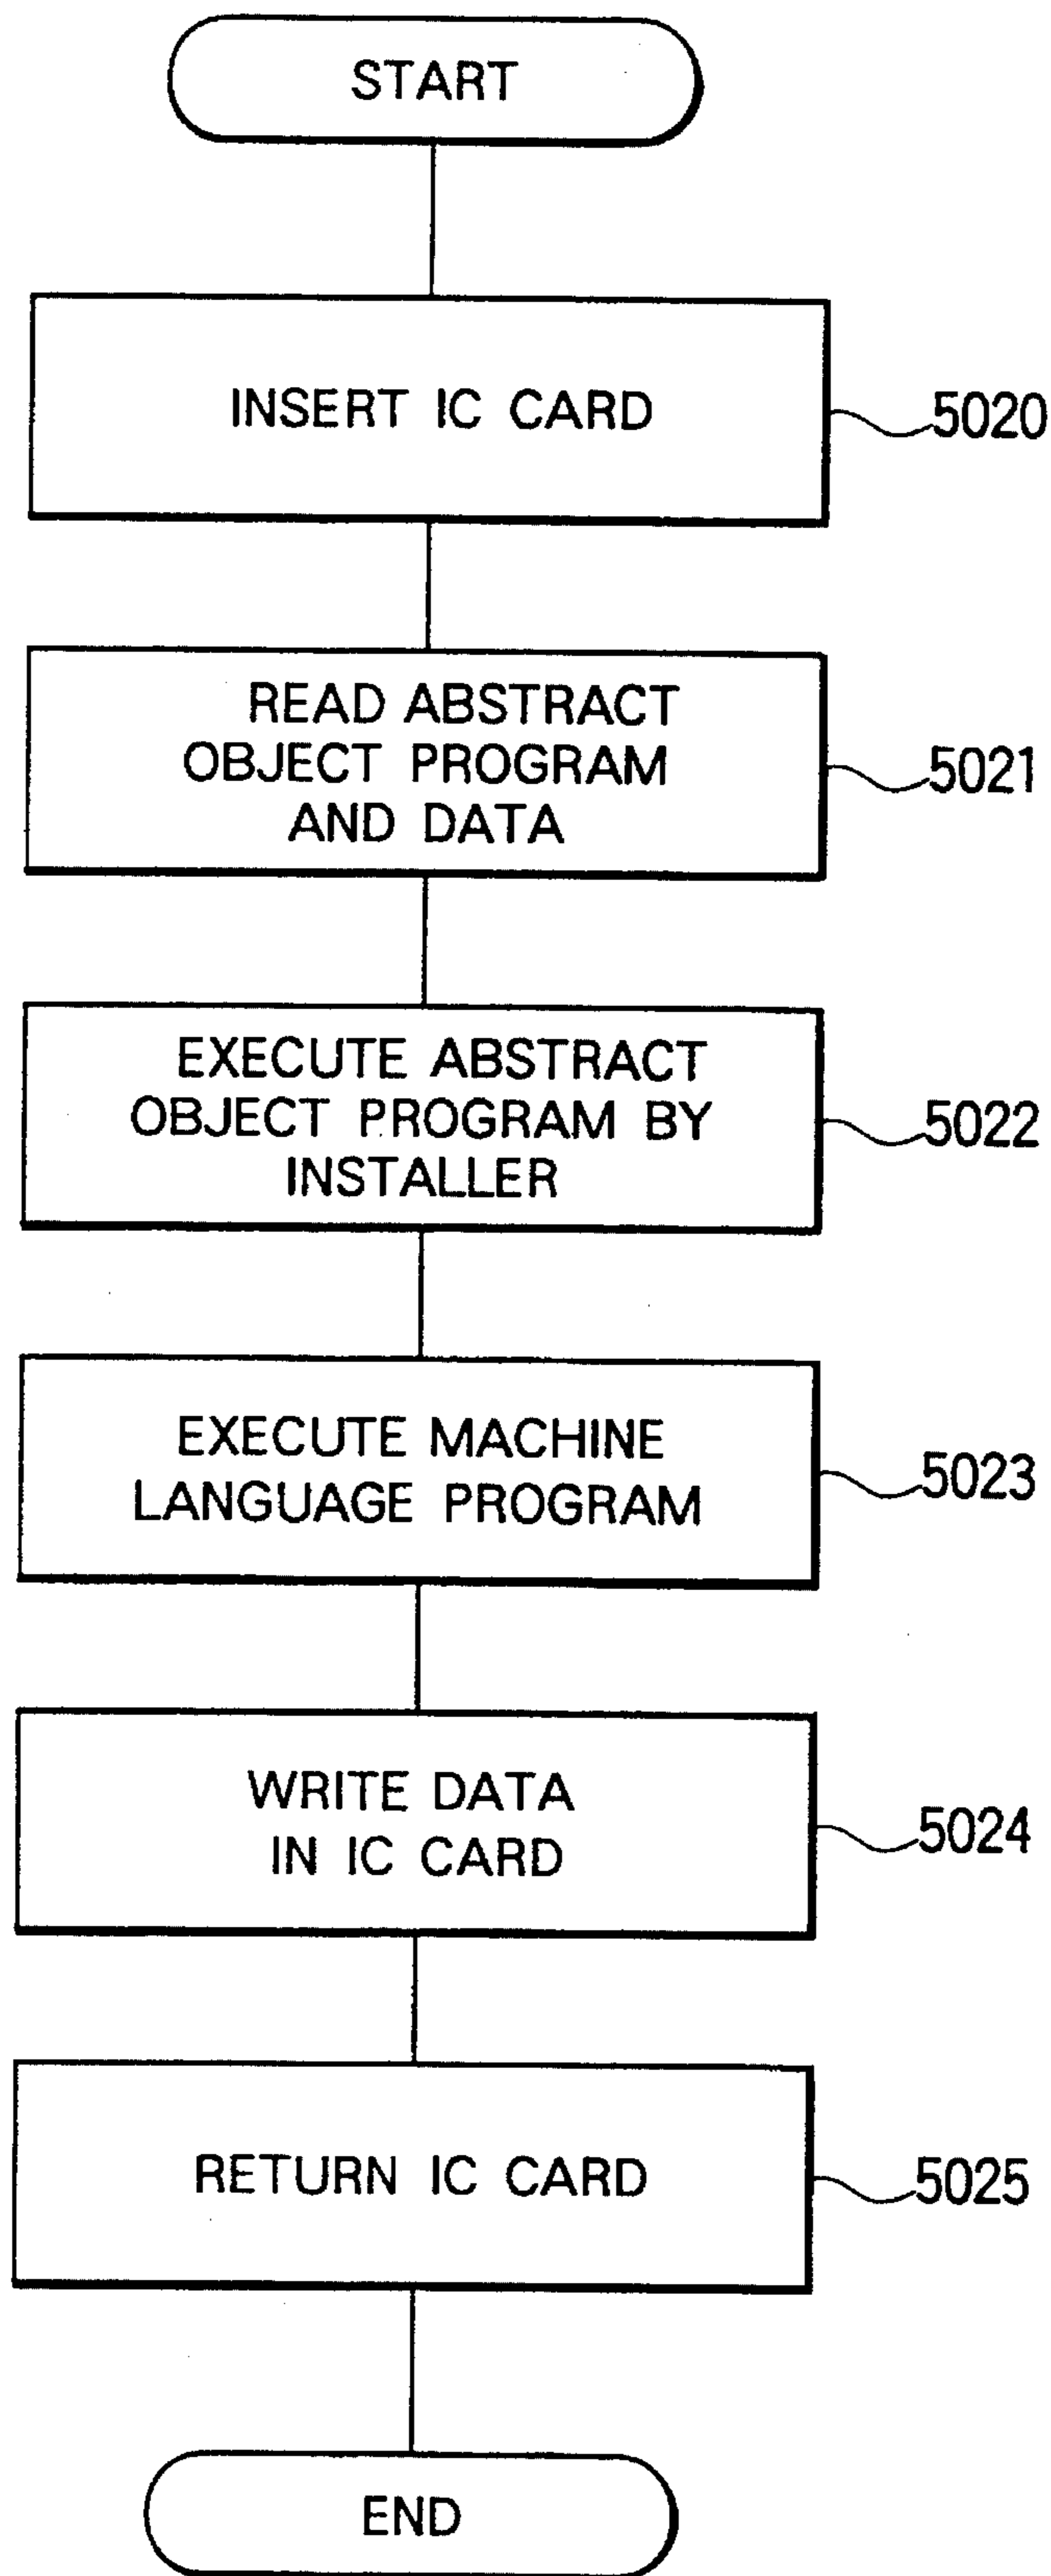 START
INSERT IC CARD
5020
READ ABSTRACT
OBJECT PROGRAM
AND DATA
5021
EXECUTE ABSTRACT
OBJECT PROGRAM BY
INSTALLER
5022
EXECUTE MACHINE
LANGUAGE PROGRAM
5023
WRITE DATA
IN IC CARD
5024
RETURN IC CARD
5025
END